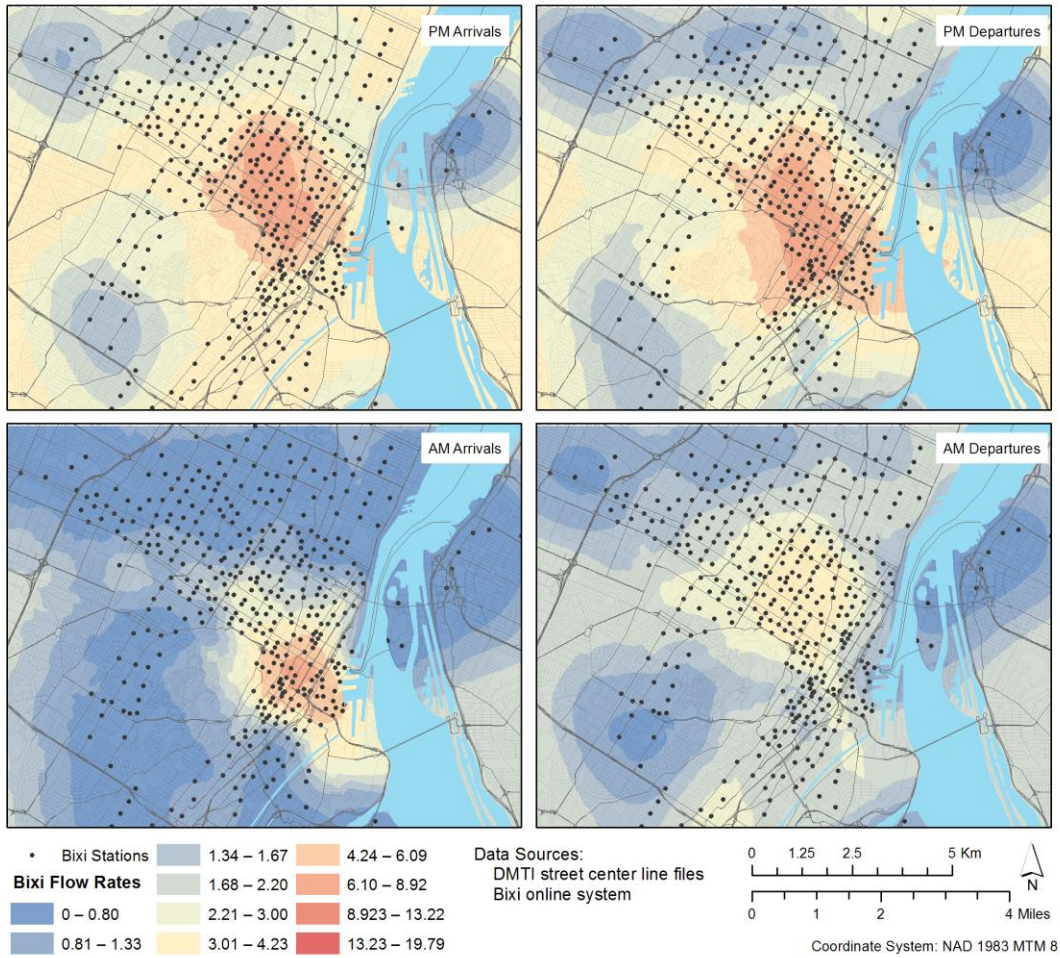 PM Arrivals
PM Departures
AM Arrivals
AM Departures
Bixi Stations
Bixi Flow Rates
0 – 0.80
0.81 – 1.33
1.34 – 1.67
1.68 – 2.20
2.21 – 3.00
3.01 – 4.23
4.24 – 6.09
6.10 – 8.92
8.923 – 13.22
13.23 – 19.79
Data Sources:
DMTI street center line files
Bixi online system
0 1.25 2.5 5 Km
0 1 2 4 Miles
N
Coordinate System: NAD 1983 MTM 8